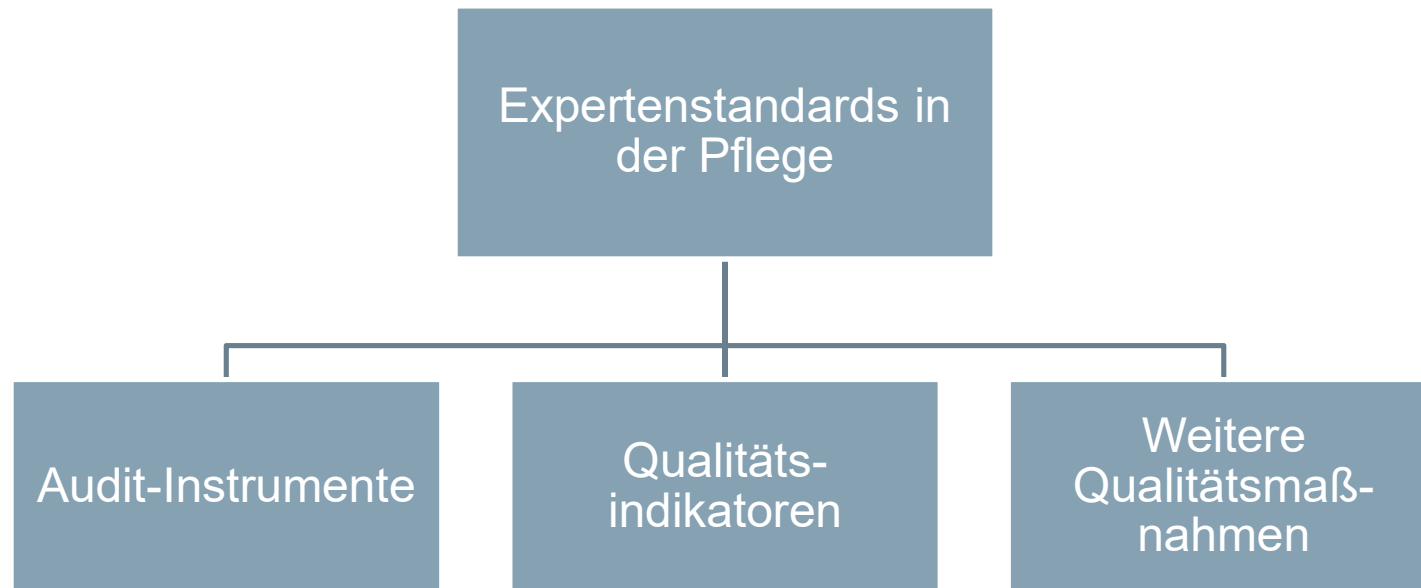 Expertenstandards in
der Pflege
Audit-Instrumente
Qualitäts-
indikatoren
Weitere
Qualitätsmaß-
nahmen